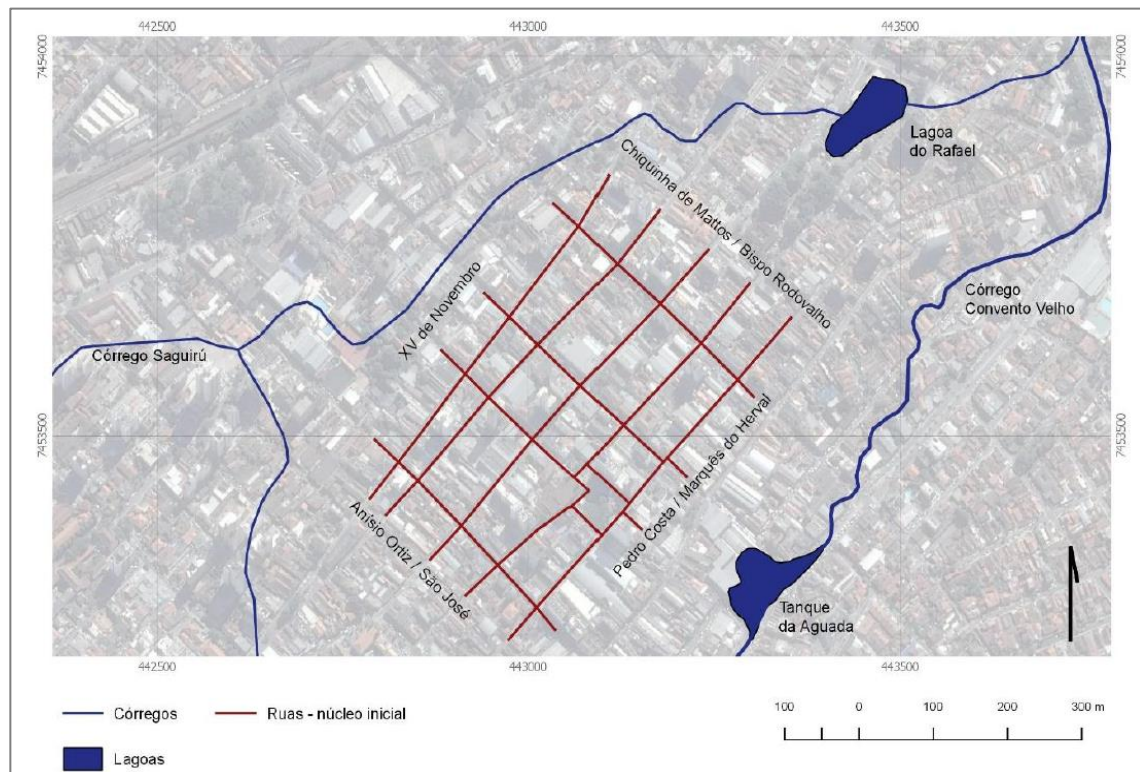 442500
443000
443500
7454000
7454000
Lagoa
do Rafael
Chiquinha de Mattos / Bispo Rodovalho
XV de Novembro
Córrego
Convento Velho
Córrego Saguirú
7453500
7453500
Anísio Ortiz / São José
Pedro Costa / Marquês do Herval
Tanque
da Aguada
442500
443000
443500
Córregos
Ruas - núcleo inicial
Lagoas
100 0 100 200 300 m